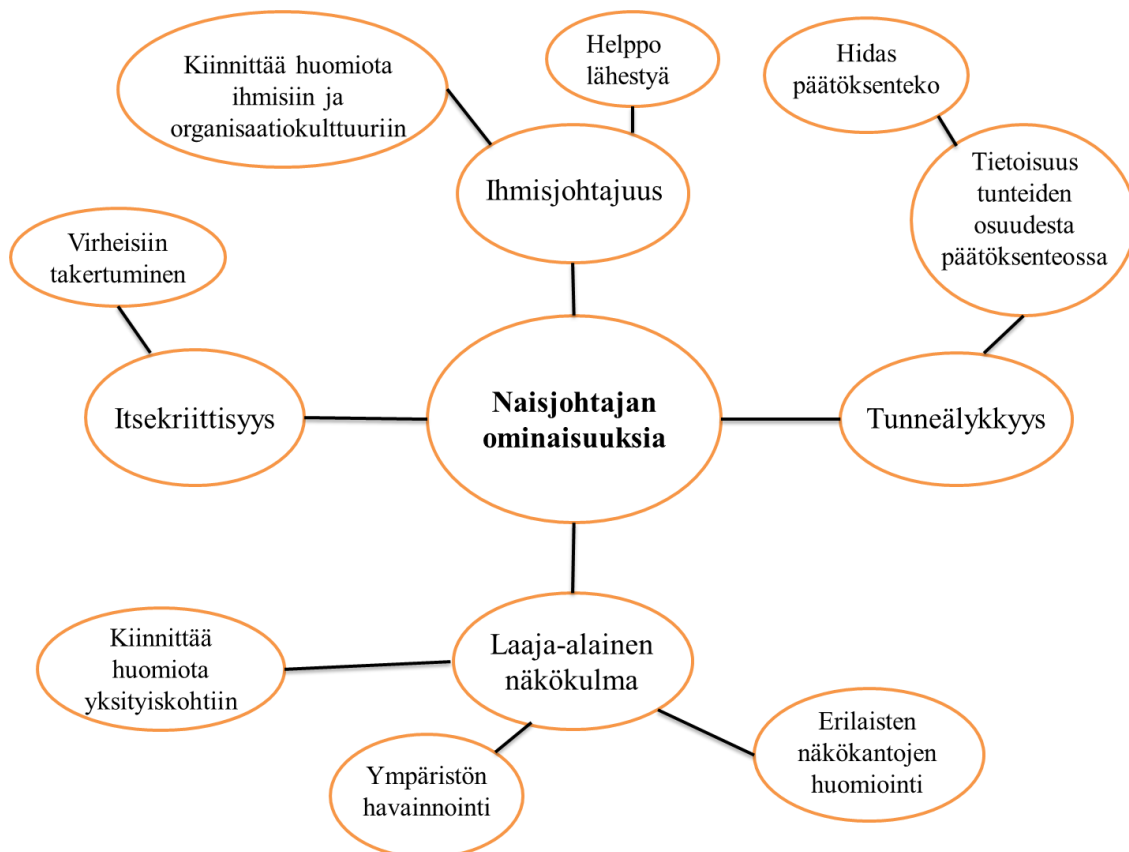 Kiinnittää huomiota
ihmisiin ja
organisaatiokulttuuriin
Helppo
lähestyä
Hidas
päätöksenteko
Ihmisjohtajuus
Tietoisuus
tunteiden
osuudesta
päätöksenteossa
Virheisiin
takertuminen
Itsekriittisyys
Naisjohtajan
ominaisuuksia
Tunneälykkyys
Laaja-alainen
näkökulma
Kiinnittää
huomiota
yksityiskohtiin
Ympäristön
havainnointi
Erilaisten
näkökantojen
huomiointi